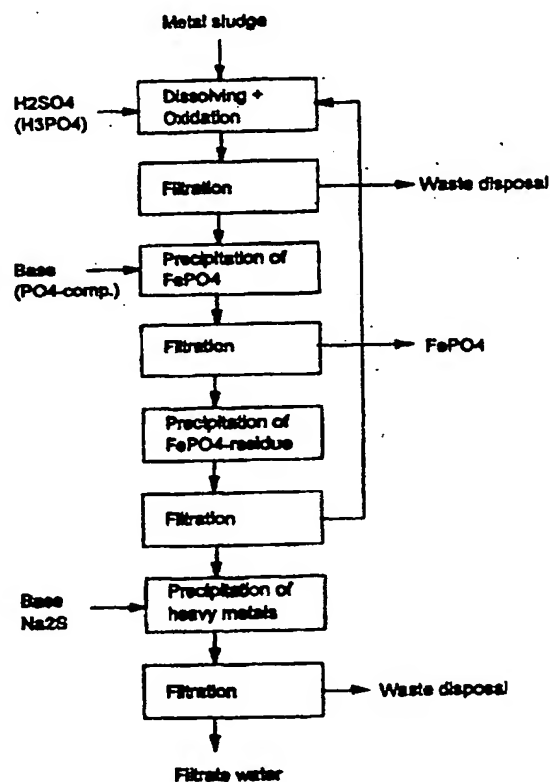 Metal sludge
H2SO4
(H3PO4)
Dissolving +
Oxidation
Filtration
Waste disposal
Base
(PO4-comp.)
Precipitation of
FePO4
Filtration
FePO4
Precipitation of
FePO4-residue
Filtration
Base
Na2S
Precipitation of
heavy metals
Filtration
Waste disposal
Filtrate water